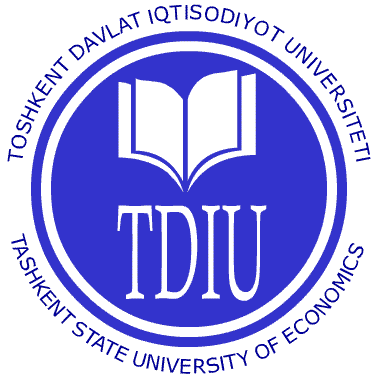 TOSHKENT DAVLAT IQTISODIYOT UNIVERSITETI
TDIU
TASHKENT STATE UNIVERSITY OF ECONOMICS